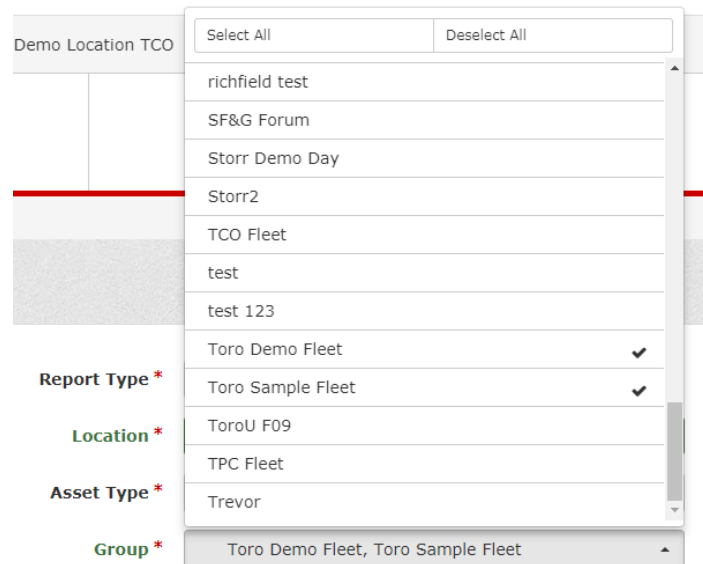 Demo Location TCO
Select All
Deselect All
richfield test
SF&G Forum
Storr Demo Day
Storr2
TCO Fleet
test
test 123
Toro Demo Fleet
Report Type *
Toro Sample Fleet
Location *
ToroU F09
TPC Fleet
Asset Type *
Trevor
Group * Toro Demo Fleet, Toro Sample Fleet